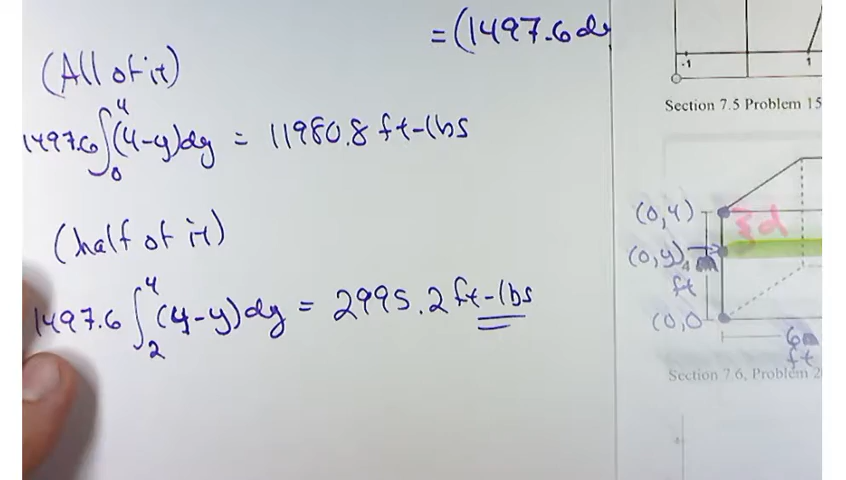 = (1497.6 dy
(All of it)
1497.6 ∫₀⁴ (4-y)dy = 11980.8 ft-lbs
(half of it)
1497.6 ∫₂⁴ (4-y)dy = 2995.2 ft-lbs
-1 1
Section 7.5 Problem 15
(0,4) d
(0,y) 4
ft
(0,0
6
ft
Section 7.6, Problem 2